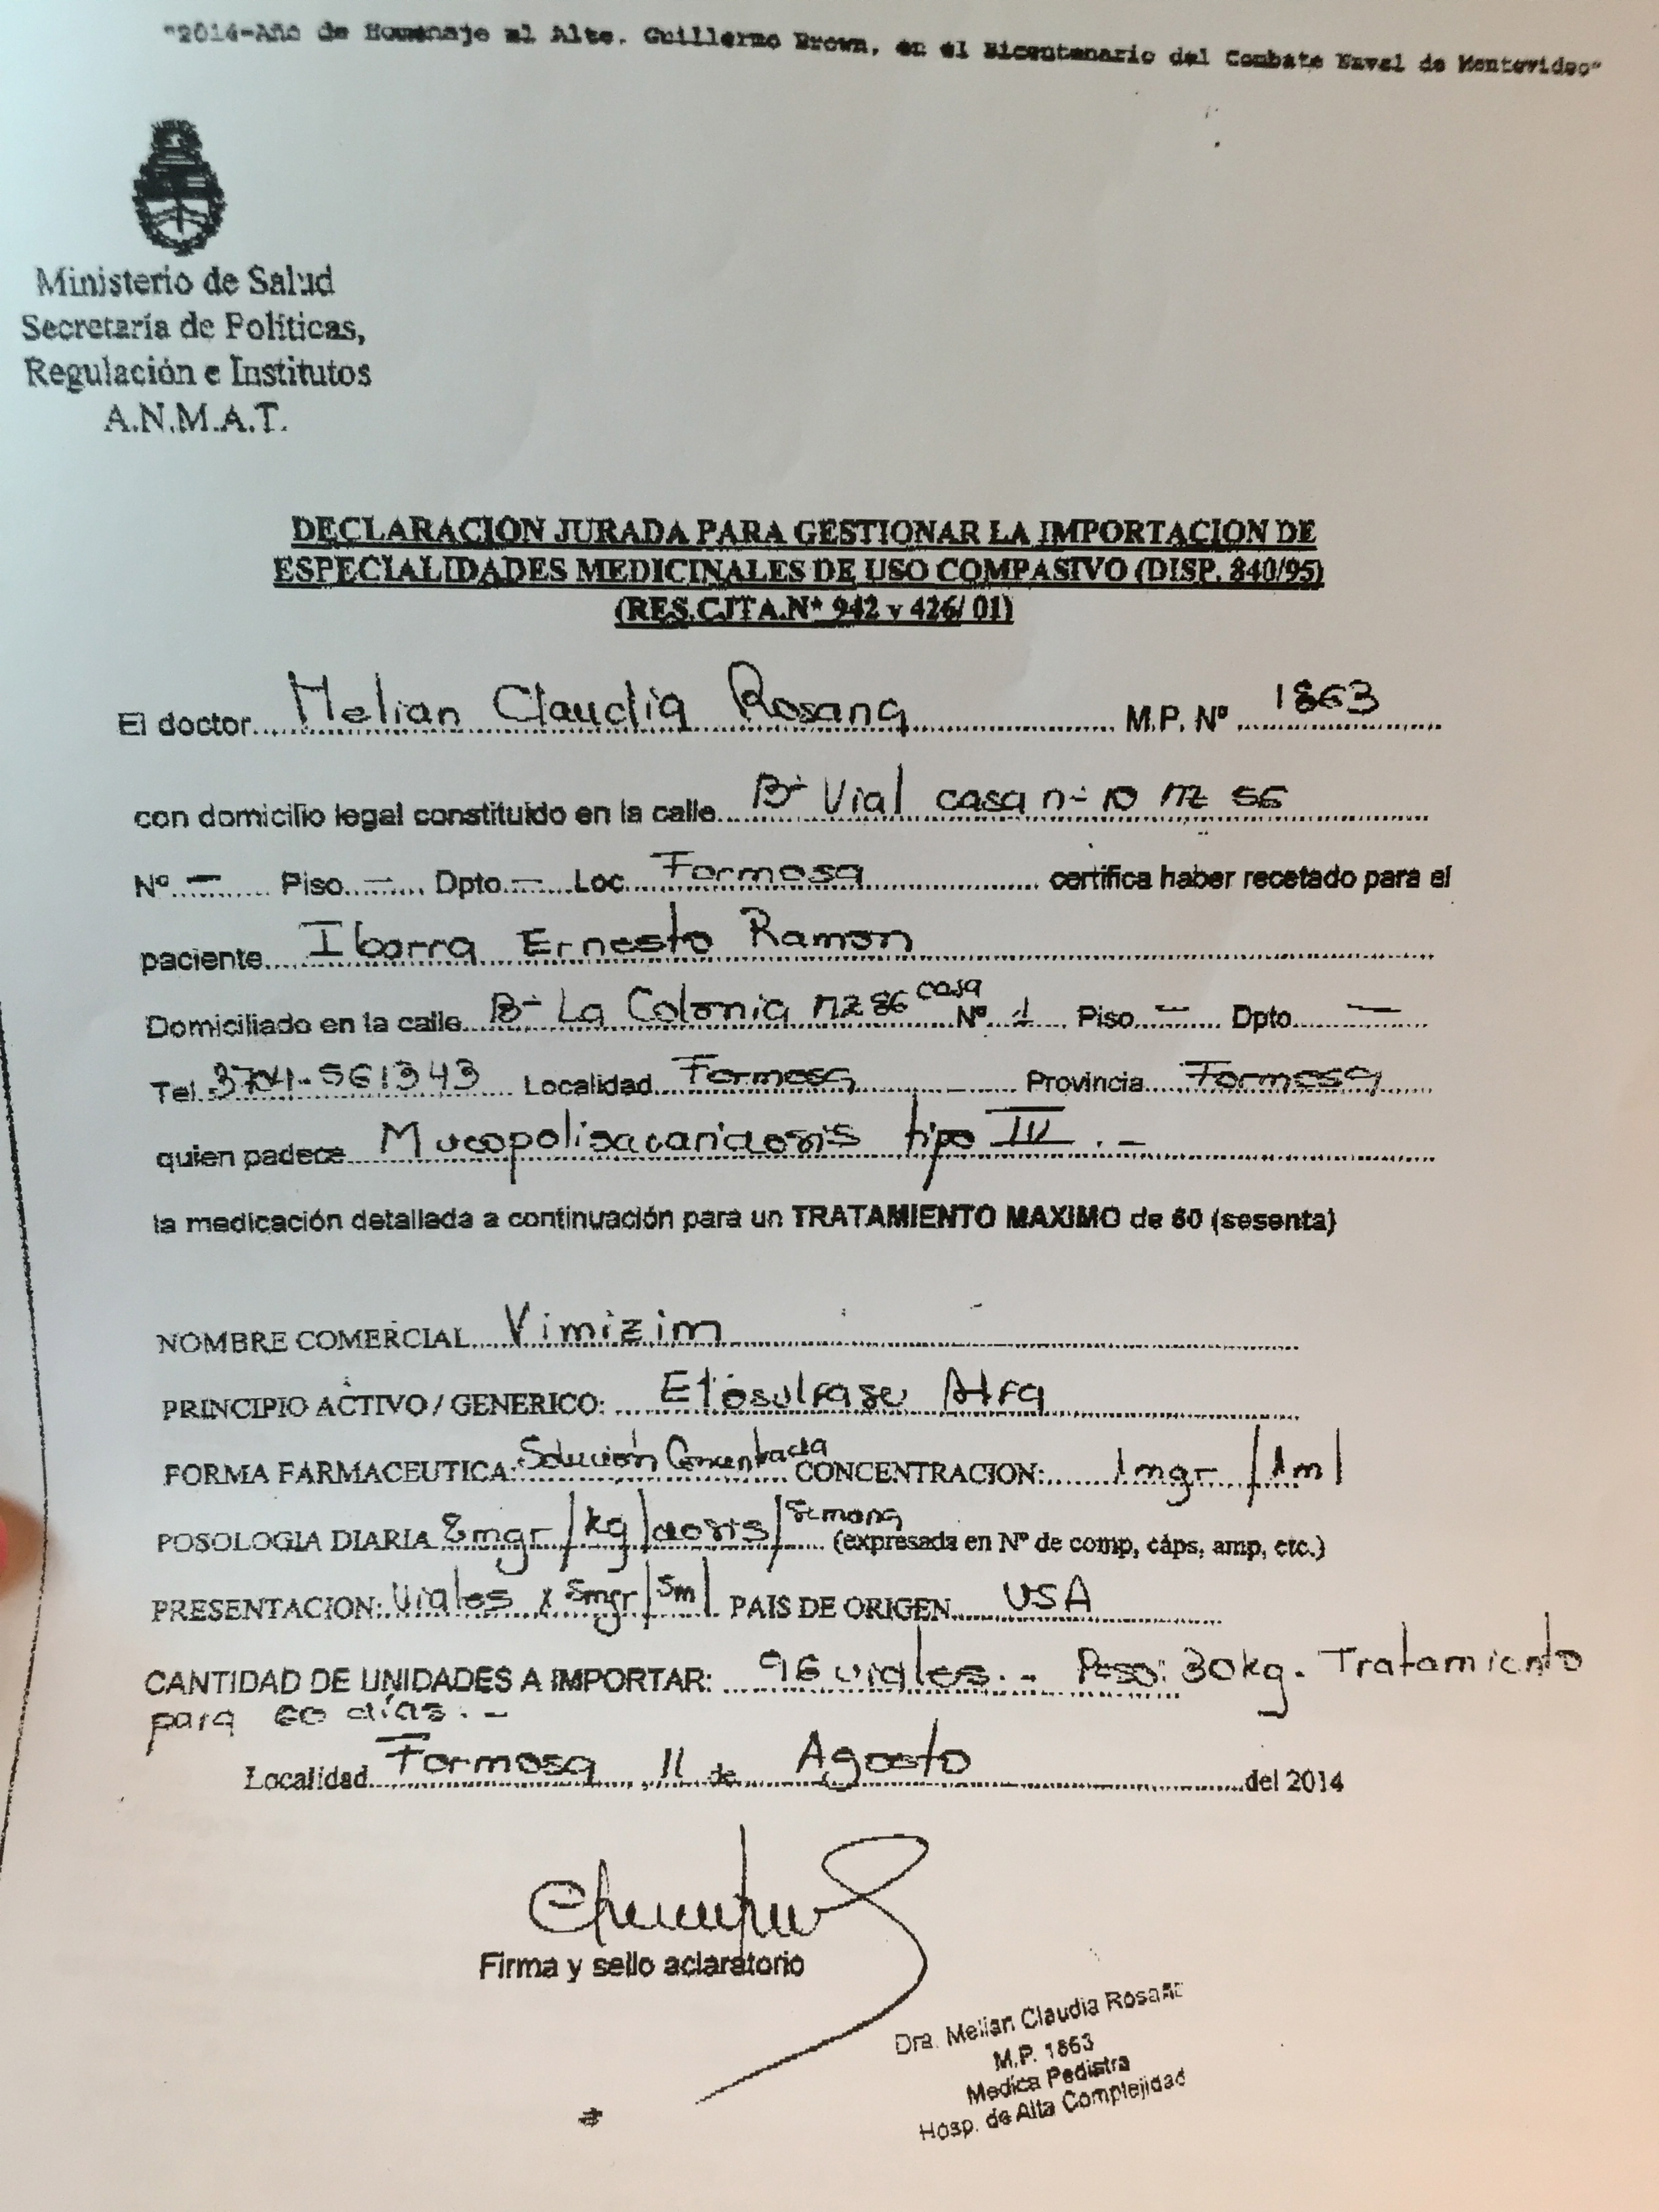 "2014-Año de Homenaje al Alte. Guillermo Brown, en el Bicentenario del Combate Naval de Montevideo"
Ministerio de Salud
Secretaría de Políticas,
Regulación e Institutos
A.N.M.A.T.
DECLARACION JURADA PARA GESTIONAR LA IMPORTACION DE
ESPECIALIDADES MEDICINALES DE USO COMPASIVO (DISP. 840/95)
(RES.CJTA.N* 942 y 426/ 01)
El doctor Melian Claudia Rosana M.P. Nº 1863
con domicilio legal constituido en la calle Bº Vial casa nº 10 mz 56
Nº - Piso - Dpto - Loc. Formosa certifica haber recetado para el
paciente Ibarra Ernesto Ramon
Domiciliado en la calle Bº La Colonia mz 86 casa Nº 1 Piso - Dpto -
Tel 3704-561343 Localidad Formosa Provincia Formosa
quien padece Mucopolisacaridosis tipo IV.-
la medicación detallada a continuación para un TRATAMIENTO MAXIMO de 60 (sesenta)
NOMBRE COMERCIAL Vimizim
PRINCIPIO ACTIVO / GENERICO: Elosulfase Alfa
FORMA FARMACEUTICA: Solución Concentrada CONCENTRACION: 1mgr/1ml
POSOLOGIA DIARIA 2mgr/kg/dosis/semana (expresada en Nº de comp, cáps, amp, etc.)
PRESENTACION: Viales x 5mgr/5ml PAIS DE ORIGEN USA
CANTIDAD DE UNIDADES A IMPORTAR: 96 viales.- Peso: 30kg. Tratamiento
para 60 días.-
Localidad Formosa, 11 de Agosto del 2014
Firma y sello aclaratorio
Dra. Melian Claudia Rosana
M.P. 1863
Medica Pedistra
Hosp. de Alta Complejidad